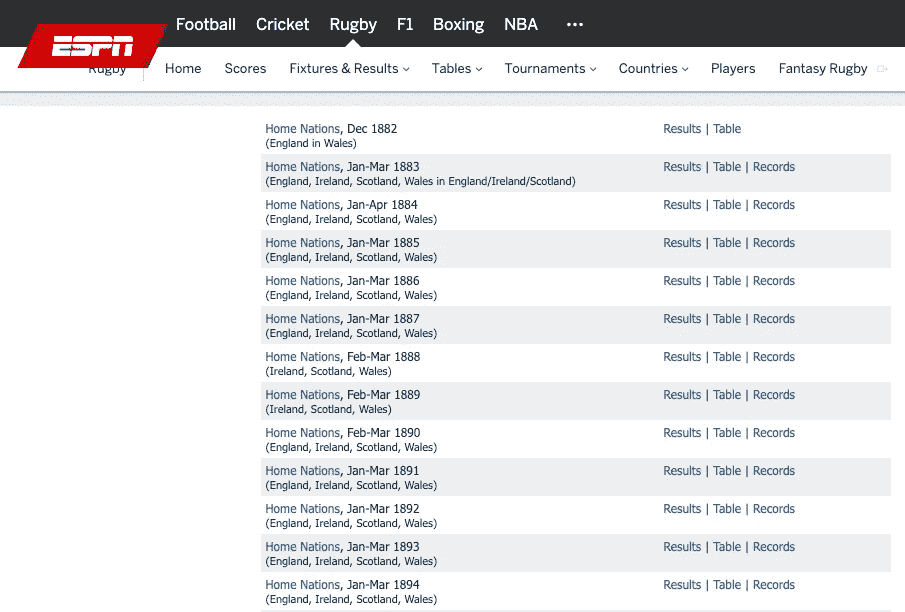 Football Cricket Rugby F1 Boxing NBA •••
ESPN
Rugby Home Scores Fixtures & Results Tables Tournaments Countries Players Fantasy Rugby
Home Nations, Dec 1882 Results | Table
(England in Wales)
Home Nations, Jan-Mar 1883 Results | Table | Records
(England, Ireland, Scotland, Wales in England/Ireland/Scotland)
Home Nations, Jan-Apr 1884 Results | Table | Records
(England, Ireland, Scotland, Wales)
Home Nations, Jan-Mar 1885 Results | Table | Records
(England, Ireland, Scotland, Wales)
Home Nations, Jan-Mar 1886 Results | Table | Records
(England, Ireland, Scotland, Wales)
Home Nations, Jan-Mar 1887 Results | Table | Records
(England, Ireland, Scotland, Wales)
Home Nations, Feb-Mar 1888 Results | Table | Records
(Ireland, Scotland, Wales)
Home Nations, Feb-Mar 1889 Results | Table | Records
(Ireland, Scotland, Wales)
Home Nations, Feb-Mar 1890 Results | Table | Records
(England, Ireland, Scotland, Wales)
Home Nations, Jan-Mar 1891 Results | Table | Records
(England, Ireland, Scotland, Wales)
Home Nations, Jan-Mar 1892 Results | Table | Records
(England, Ireland, Scotland, Wales)
Home Nations, Jan-Mar 1893 Results | Table | Records
(England, Ireland, Scotland, Wales)
Home Nations, Jan-Mar 1894 Results | Table | Records
(England, Ireland, Scotland, Wales)